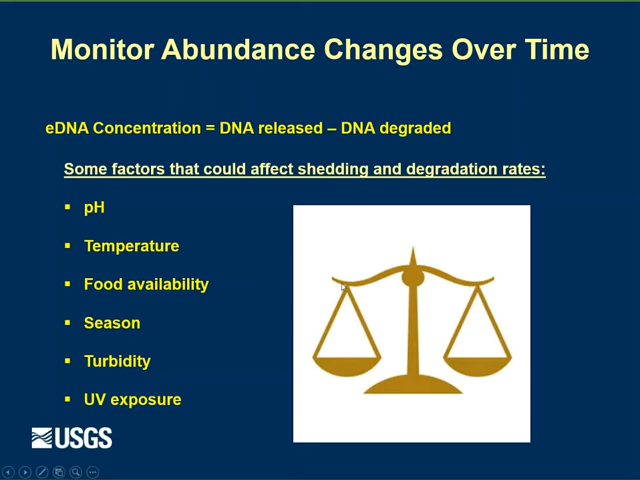 Monitor Abundance Changes Over Time
eDNA Concentration = DNA released – DNA degraded
Some factors that could affect shedding and degradation rates:
▪ pH
▪ Temperature
▪ Food availability
▪ Season
▪ Turbidity
▪ UV exposure
USGS